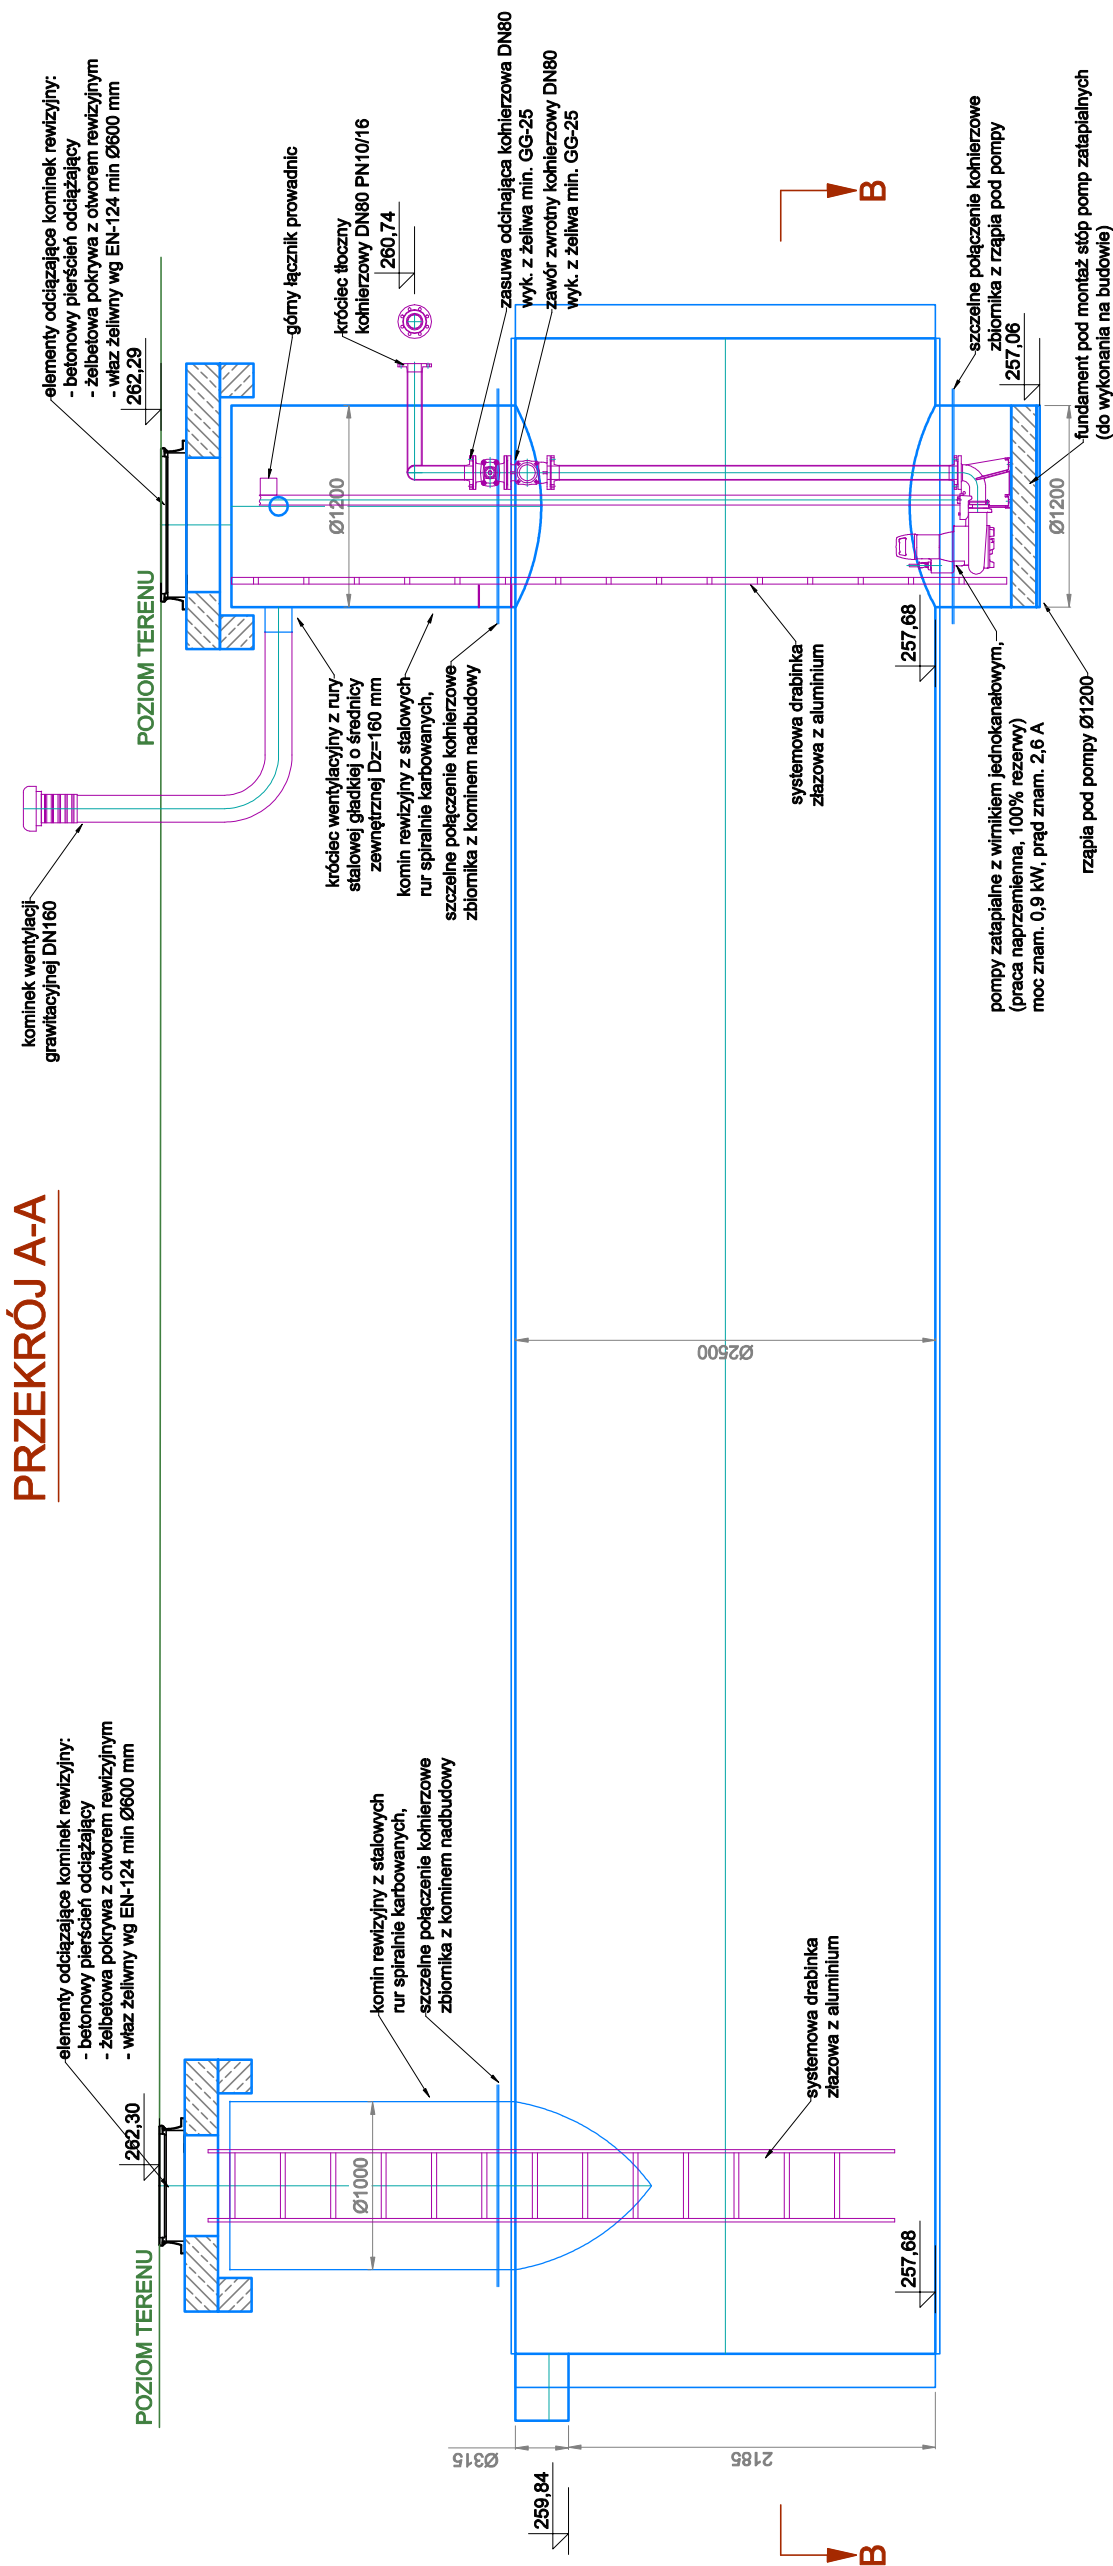 PRZEKRÓJ A-A
elementy odciązające kominek rewizyjny:
- betonowy pierścień odciążający
- żelbetowa pokrywa z otworem rewizyjnym
- właz żeliwny wg EN-124 min Ø600 mm
262,30
POZIOM TERENU
Ø1000
komin rewizyjny z stalowych
rur spiralnie karbowanych,
szczelne połączenie kołnierzowe
zbiornika z kominem nadbudowy
systemowa drabinka
złazowa z aluminium
257,68
Ø315
2185
259,84
B
Ø2500
kominek wentylacji
grawitacyjnej DN160
POZIOM TERENU
elementy odciązające kominek rewizyjny:
- betonowy pierścień odciążający
- żelbetowa pokrywa z otworem rewizyjnym
- właz żeliwny wg EN-124 min Ø600 mm
262,29
górny łącznik prowadnic
króciec tłoczny
kołnierzowy DN80 PN10/16
260,74
Ø1200
króciec wentylacyjny z rury
stalowej gładkiej o średnicy
zewnętrznej Dz=160 mm
komin rewizyjny z stalowych
rur spiralnie karbowanych,
szczelne połączenie kołnierzowe
zbiornika z kominem nadbudowy
zasuwa odcinająca kołnierzowa DN80
wyk. z żeliwa min. GG-25
zawór zwrotny kołnierzowy DN80
wyk. z żeliwa min. GG-25
systemowa drabinka
złazowa z aluminium
257,68
B
szczelne połączenie kołnierzowe
zbiornika z rząpia pod pompy
257,06
fundament pod montaż stóp pomp zatapialnych
(do wykonania na budowie)
Ø1200
pompy zatapialne z wirnikiem jednokanałowym,
(praca naprzemienna, 100% rezerwy)
moc znam. 0,9 kW, prąd znam. 2,6 A
rząpia pod pompy Ø1200